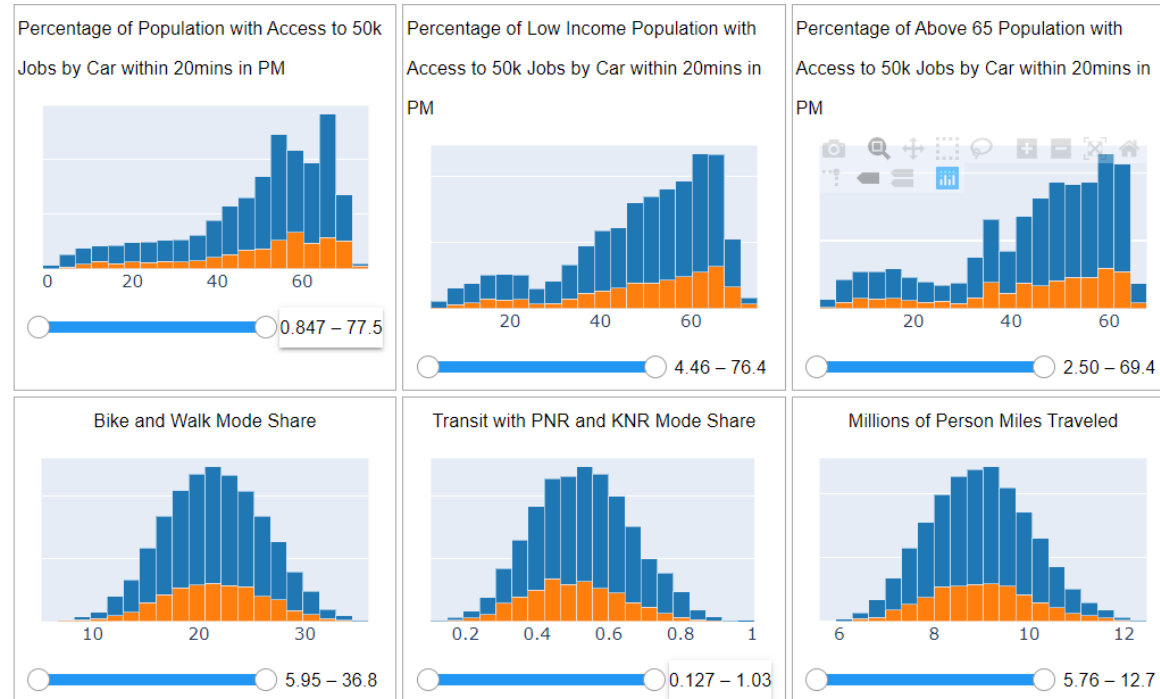 Percentage of Population with Access to 50k
Jobs by Car within 20mins in PM
0 20 40 60
0.847 – 77.5
Percentage of Low Income Population with
Access to 50k Jobs by Car within 20mins in
PM
20 40 60
4.46 – 76.4
Percentage of Above 65 Population with
Access to 50k Jobs by Car within 20mins in
PM
20 40 60
2.50 – 69.4
Bike and Walk Mode Share
10 20 30
5.95 – 36.8
Transit with PNR and KNR Mode Share
0.2 0.4 0.6 0.8 1
0.127 – 1.03
Millions of Person Miles Traveled
6 8 10 12
5.76 – 12.7